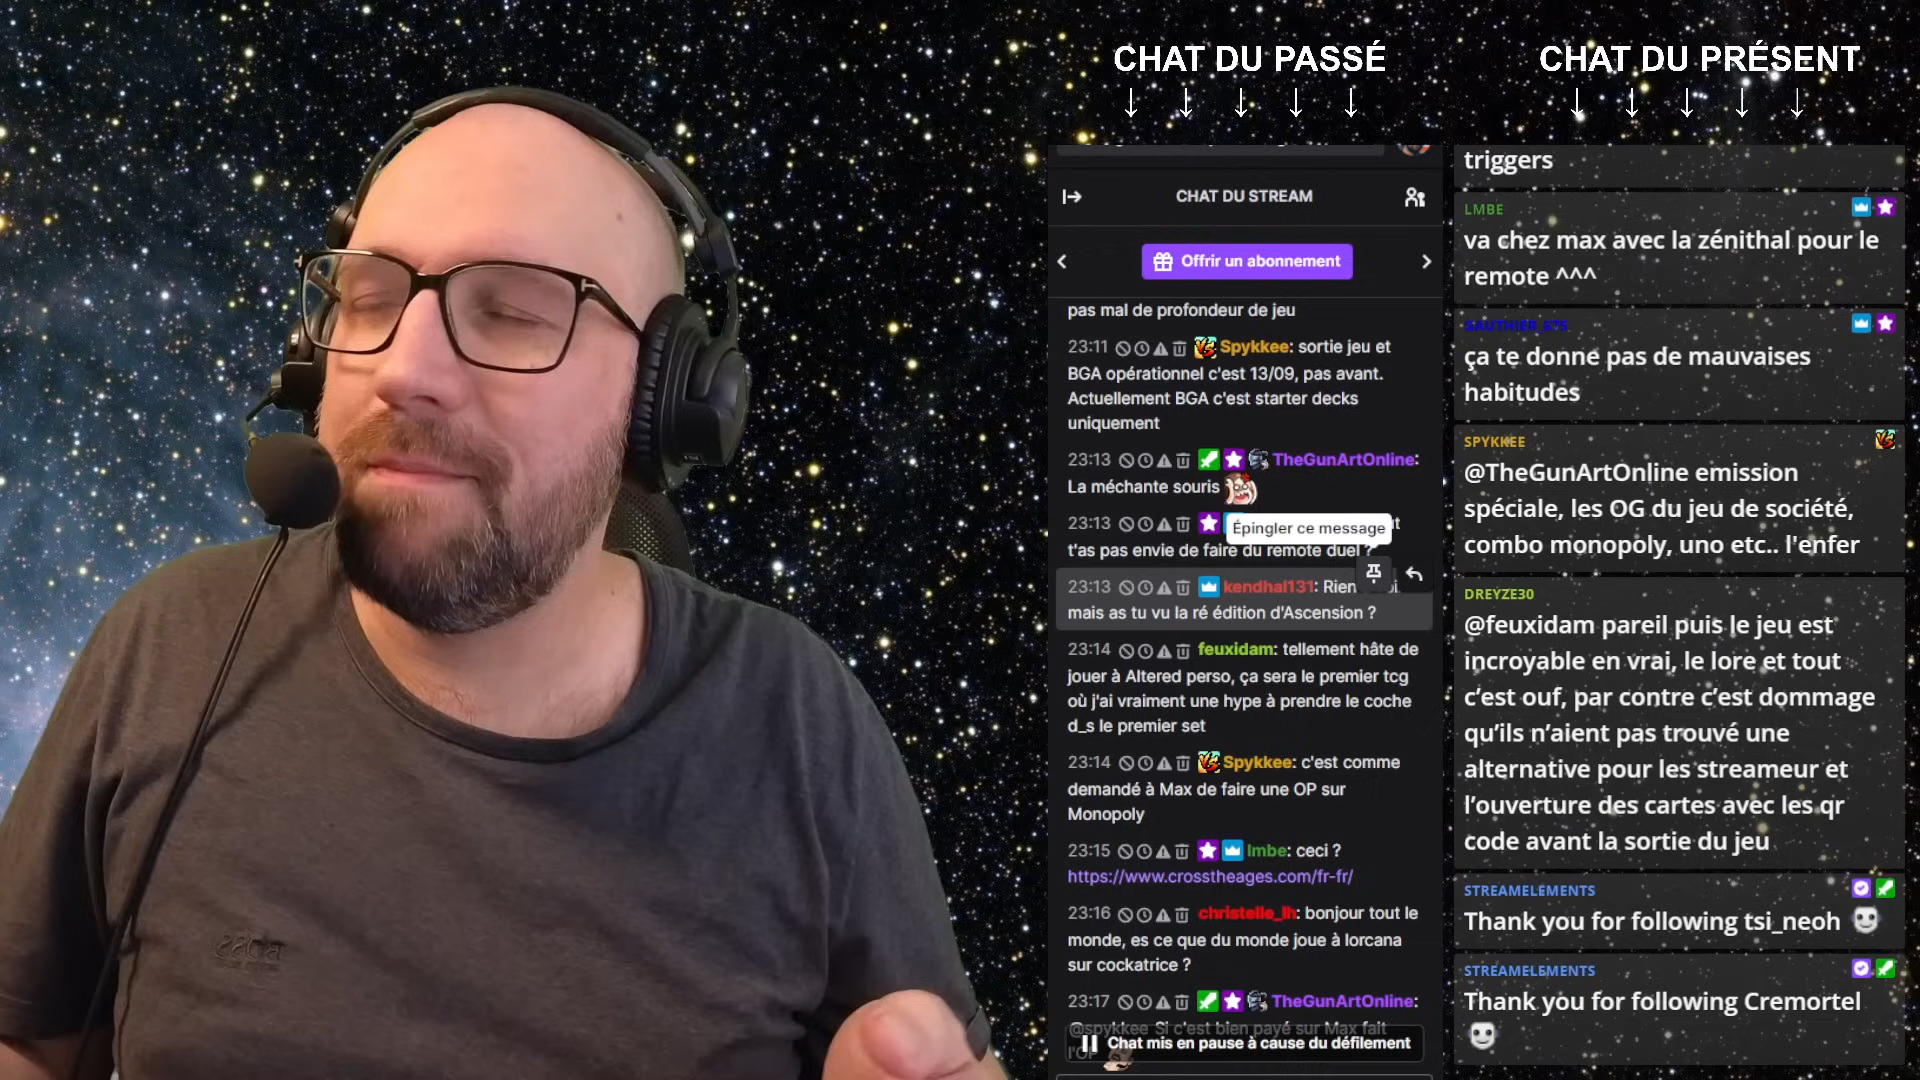 CHAT DU PASSÉ
↓ ↓ ↓ ↓ ↓
CHAT DU STREAM
Offrir un abonnement
pas mal de profondeur de jeu
23:11 Spykkee: sortie jeu et
BGA opérationnel c'est 13/09, pas avant.
Actuellement BGA c'est starter decks
uniquement
23:13 TheGunArtOnline:
La méchante souris
23:13
Épingler ce message
t'as pas envie de faire du remote duel ?
23:13 kendhal131: Rien
mais as tu vu la ré édition d'Ascension ?
23:14 feuxidam: tellement hâte de
jouer à Altered perso, ça sera le premier tcg
où j'ai vraiment une hype à prendre le coche
d_s le premier set
23:14 Spykkee: c'est comme
demandé à Max de faire une OP sur
Monopoly
23:15 lmbe: ceci ?
https://www.crosstheages.com/fr-fr/
23:16 christelle_lh: bonjour tout le
monde, es ce que du monde joue à lorcana
sur cockatrice ?
23:17 TheGunArtOnline:
@spykkee Si c'est bien payé sur Max fait
l'OP
Chat mis en pause à cause du défilement
CHAT DU PRÉSENT
↓ ↓ ↓ ↓ ↓
triggers
LMBE
va chez max avec la zénithal pour le
remote ^^^
GAUTHIER_675
ça te donne pas de mauvaises
habitudes
SPYKKEE
@TheGunArtOnline emission
spéciale, les OG du jeu de société,
combo monopoly, uno etc.. l'enfer
DREYZE30
@feuxidam pareil puis le jeu est
incroyable en vrai, le lore et tout
c’est ouf, par contre c’est dommage
qu’ils n’aient pas trouvé une
alternative pour les streameur et
l’ouverture des cartes avec les qr
code avant la sortie du jeu
STREAMELEMENTS
Thank you for following tsi_neoh
STREAMELEMENTS
Thank you for following Cremortel